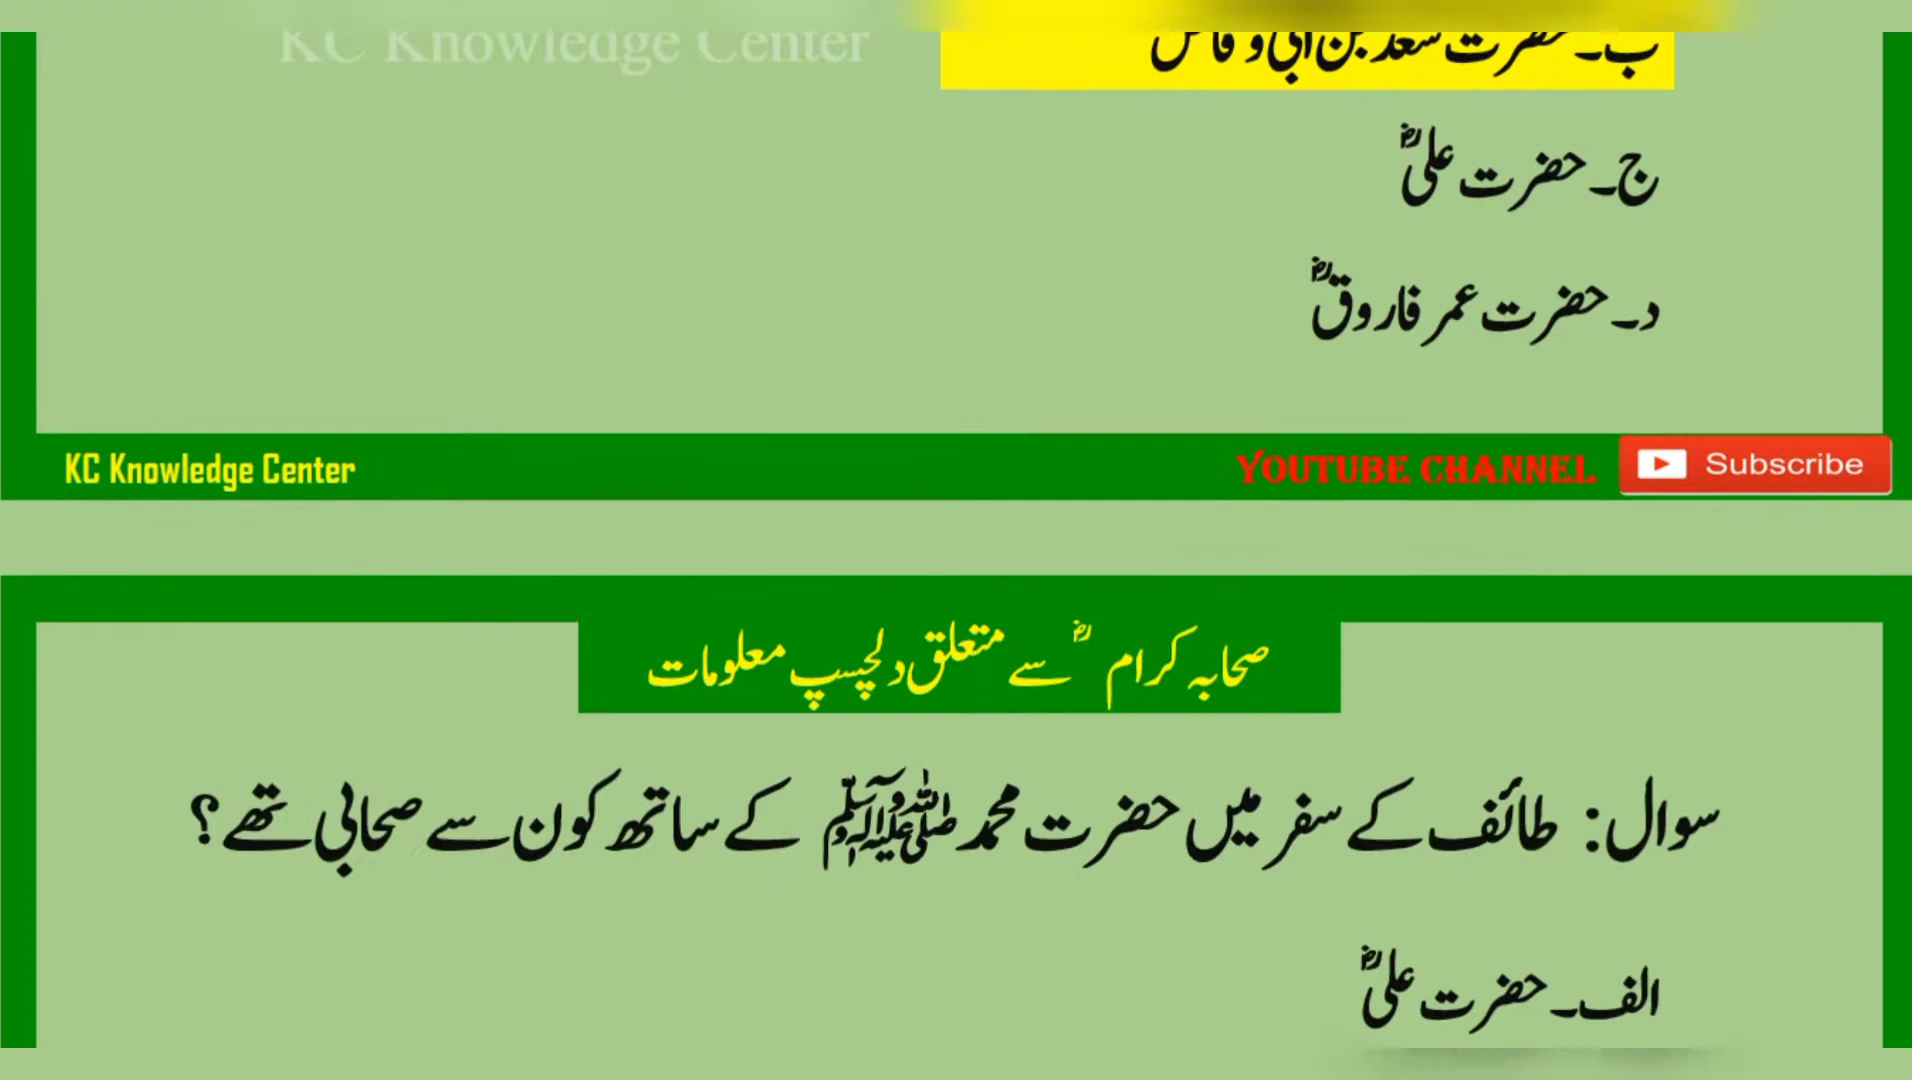 KC Knowledge Center
ب۔ حضرت سعد بن ابی وقاص
ج۔ حضرت علیؓ
د۔ حضرت عمر فاروقؓ
KC Knowledge Center
YOUTUBE CHANNEL
Subscribe
صحابہ کرام ؓ سے متعلق دلچسپ معلومات
سوال: طائف کے سفر میں حضرت محمد ﷺ کے ساتھ کون سے صحابی تھے؟
الف۔ حضرت علیؓ